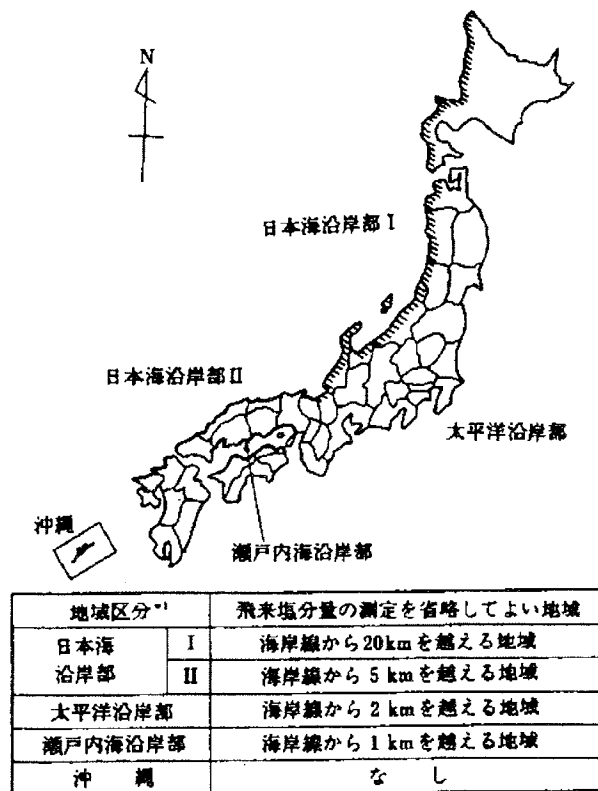 N
日本海沿岸部 I
日本海沿岸部 II
太平洋沿岸部
沖縄
瀬戸内海沿岸部
地域区分*1 飛来塩分量の測定を省略してよい地域
日本海 I 海岸線から20kmを越える地域
沿岸部 II 海岸線から 5 kmを越える地域
太平洋沿岸部 海岸線から 2 kmを越える地域
瀬戸内海沿岸部 海岸線から 1 kmを越える地域
沖 縄 な し